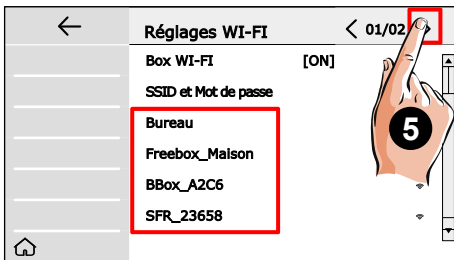 Réglages WI-FI 01/02
Box WI-FI [ON]
SSID et Mot de passe
Bureau
Freebox_Maison
BBox_A2C6
SFR_23658
5